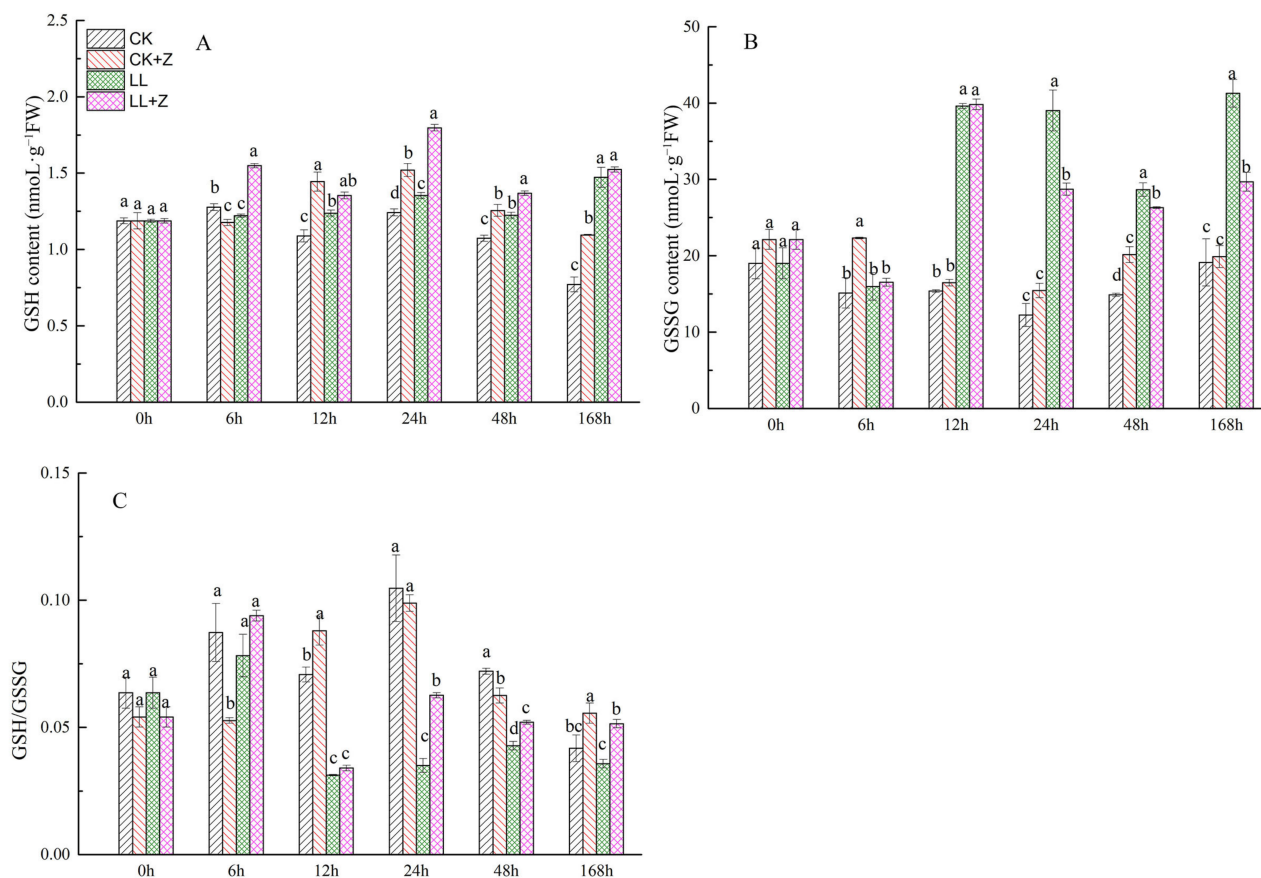 A
CK
CK+Z
LL
LL+Z
GSH content (nmoL·g⁻¹FW)
2.5
2.0
1.5
1.0
0.5
0.0
a a a a
b c c a
c a b ab
d b c a
c b c a
c b a a
0h 6h 12h 24h 48h 168h
B
GSSG content (nmoL·g⁻¹FW)
50
40
30
20
10
0
a a a a
b a b b
b b a a
c c a b
d c a b
c c a b
0h 6h 12h 24h 48h 168h
C
GSH/GSSG
0.15
0.10
0.05
0.00
a a a a
a b a a
b a c c
a a c b
a b d c
bc a c b
0h 6h 12h 24h 48h 168h